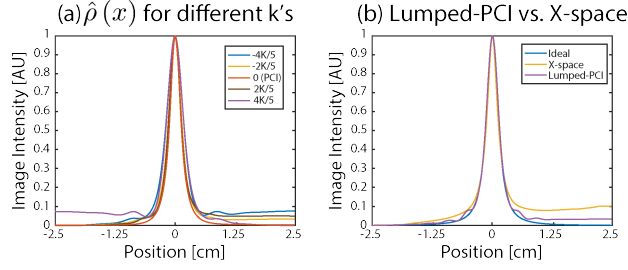 (a) ρ̂ (x) for different k's
(b) Lumped-PCI vs. X-space
Image Intensity [AU]
1
0.9
0.8
0.7
0.6
0.5
0.4
0.3
0.2
0.1
0
-2.5
-1.25
0
1.25
2.5
Position [cm]
-4K/5
-2K/5
0 (PCI)
2K/5
4K/5
Image Intensity [AU]
1
0.9
0.8
0.7
0.6
0.5
0.4
0.3
0.2
0.1
0
-2.5
-1.25
0
1.25
2.5
Position [cm]
Ideal
X-space
Lumped-PCI